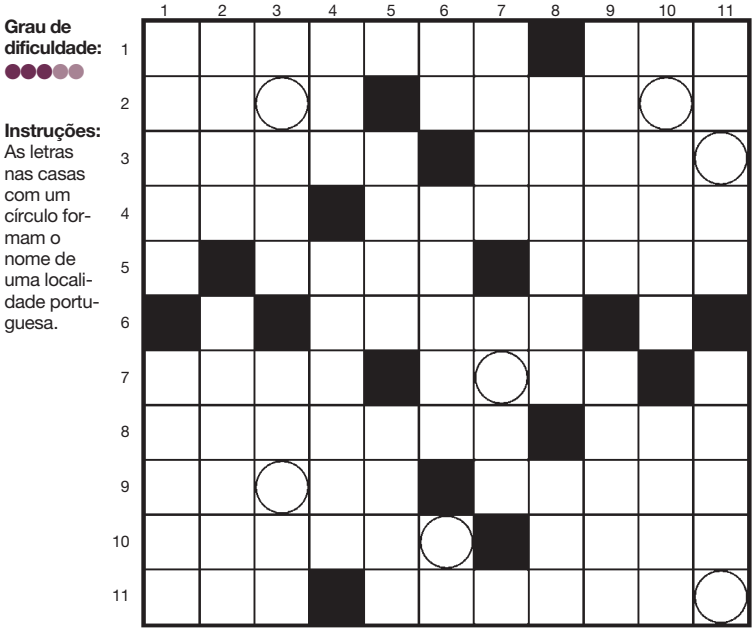 Grau de
dificuldade:
Instruções:
As letras
nas casas
com um
círculo for-
mam o
nome de
uma locali-
dade portu-
guesa.
1 2 3 4 5 6 7 8 9 10 11
1
2
3
4
5
6
7
8
9
10
11